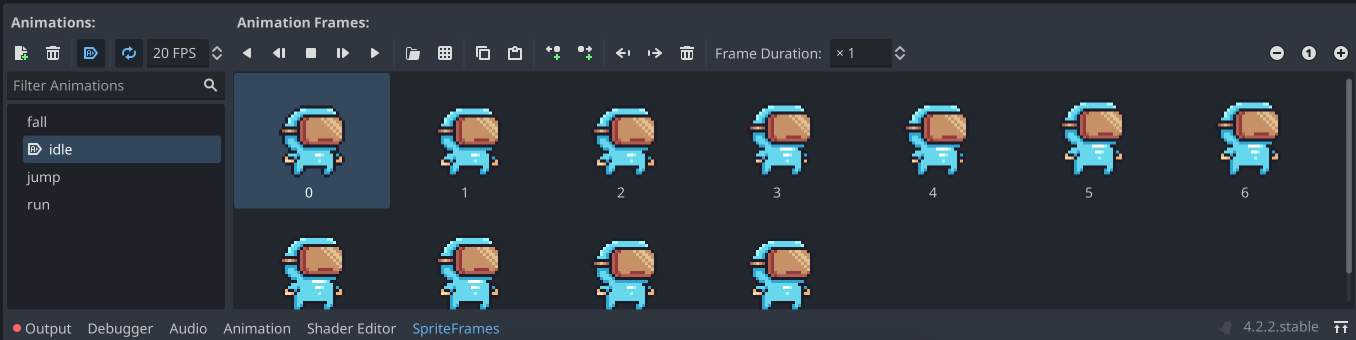 Animations: Animation Frames:
20 FPS Frame Duration: × 1 1
Filter Animations
fall
idle
jump
run
0 1 2 3 4 5 6
Output Debugger Audio Animation Shader Editor SpriteFrames 4.2.2.stable